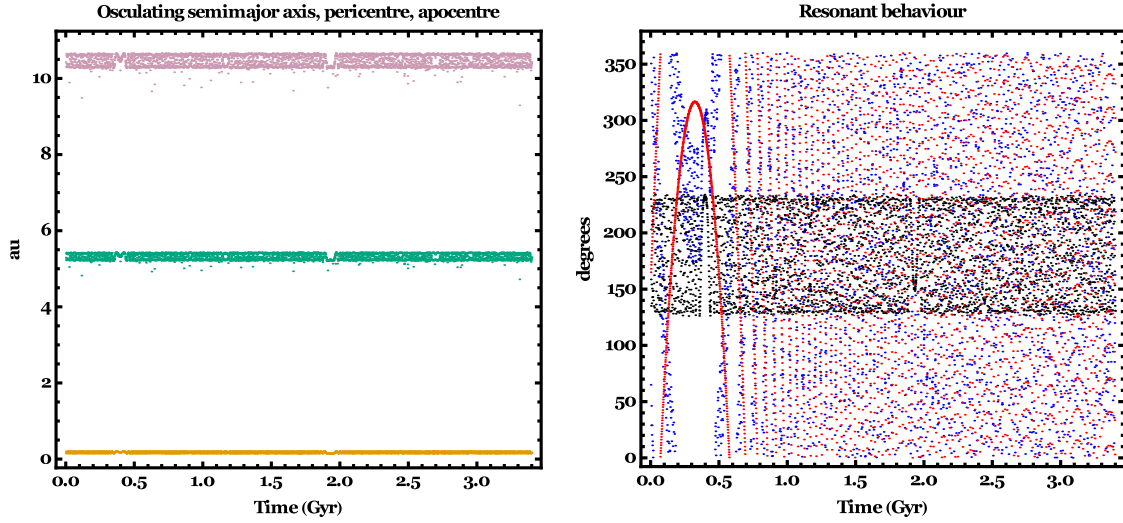 Osculating semimajor axis, pericentre, apocentre
10
8
6
4
2
0
au
0.0 0.5 1.0 1.5 2.0 2.5 3.0
Time (Gyr)
Resonant behaviour
350
300
250
200
150
100
50
0
degrees
0.0 0.5 1.0 1.5 2.0 2.5 3.0
Time (Gyr)